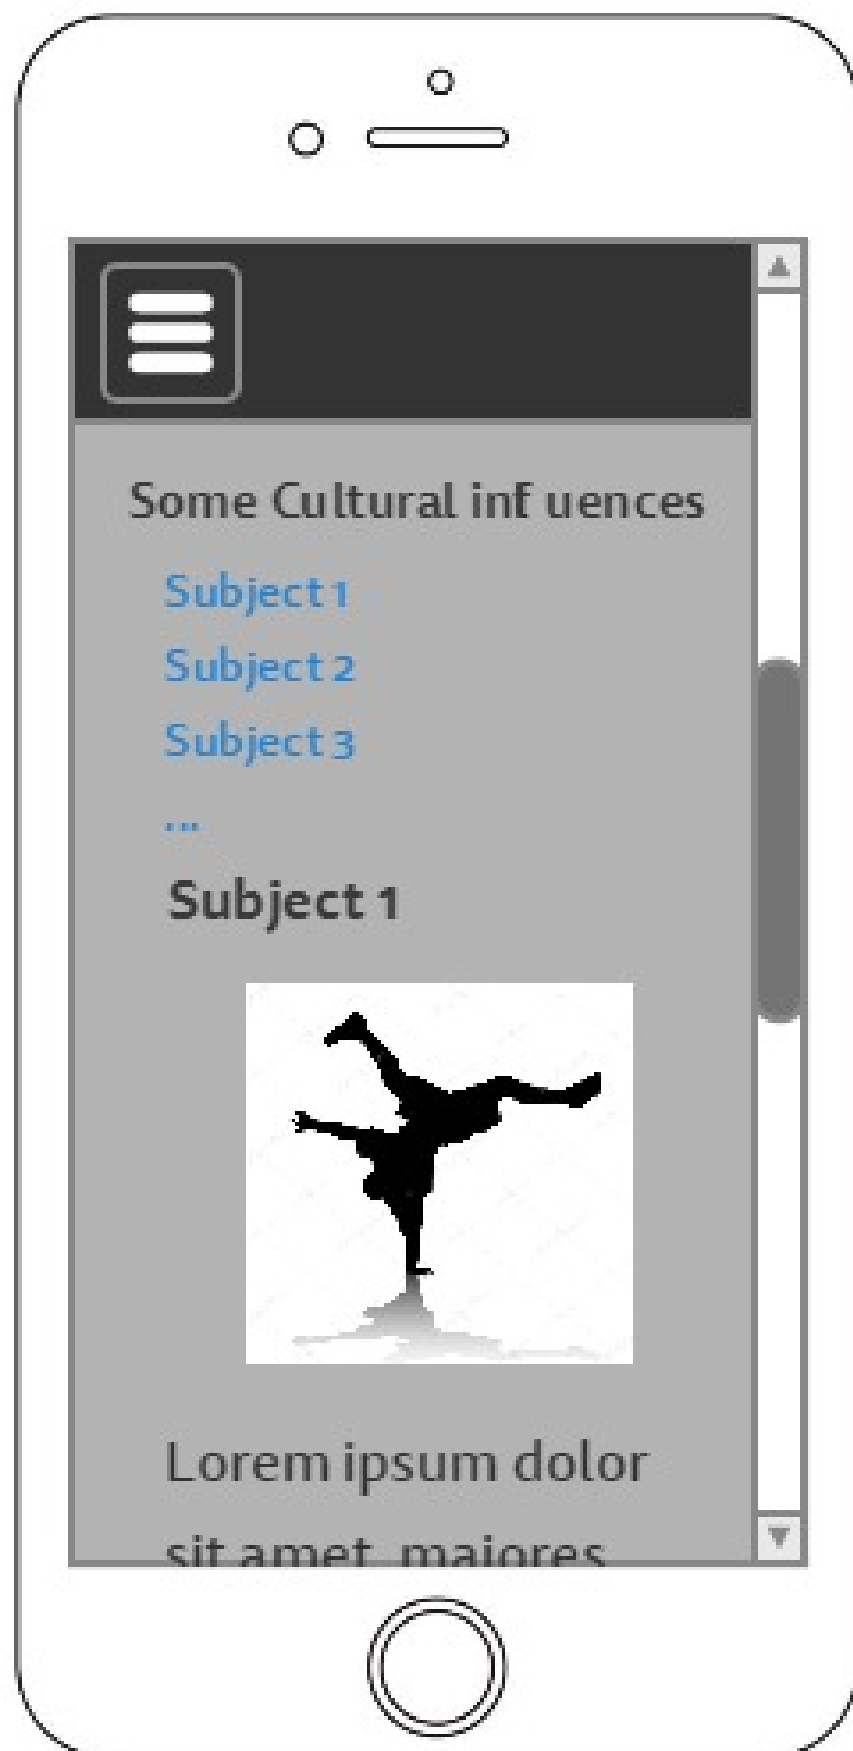 Some Cultural inf uences
Subject 1
Subject 2
Subject 3
...
Subject 1
Lorem ipsum dolor
sit amet, maiores